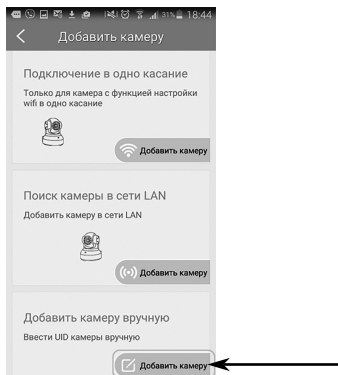 31% 18:44
Добавить камеру
Подключение в одно касание
Только для камера с функцией настройки
wifi в одно касание
Добавить камеру
Поиск камеры в сети LAN
Добавить камеру в сети LAN
Добавить камеру
Добавить камеру вручную
Ввести UID камеры вручную
Добавить камеру